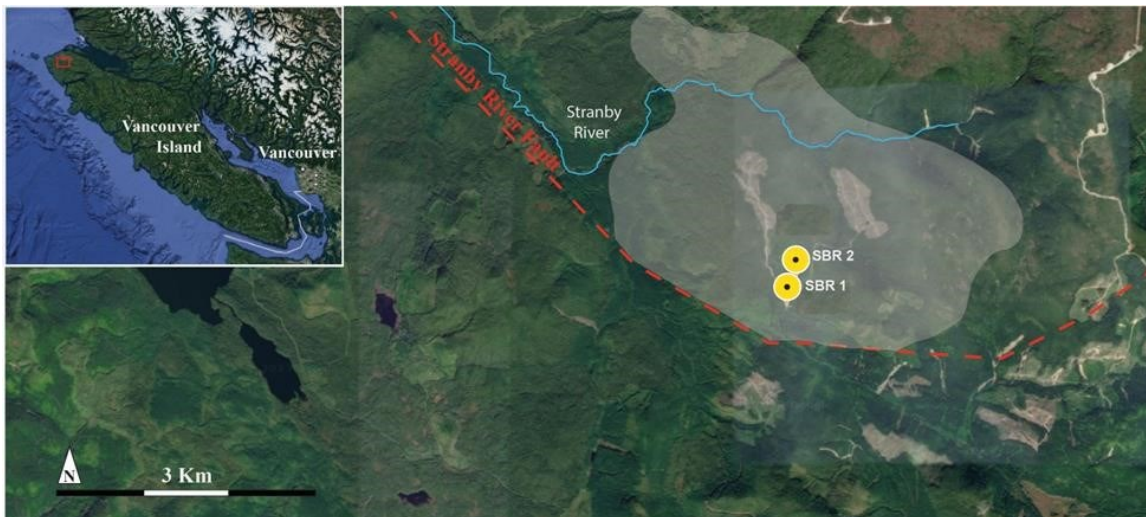 Vancouver
Island
Vancouver
Stranby River Fault
Stranby
River
SBR 2
SBR 1
N
3 Km